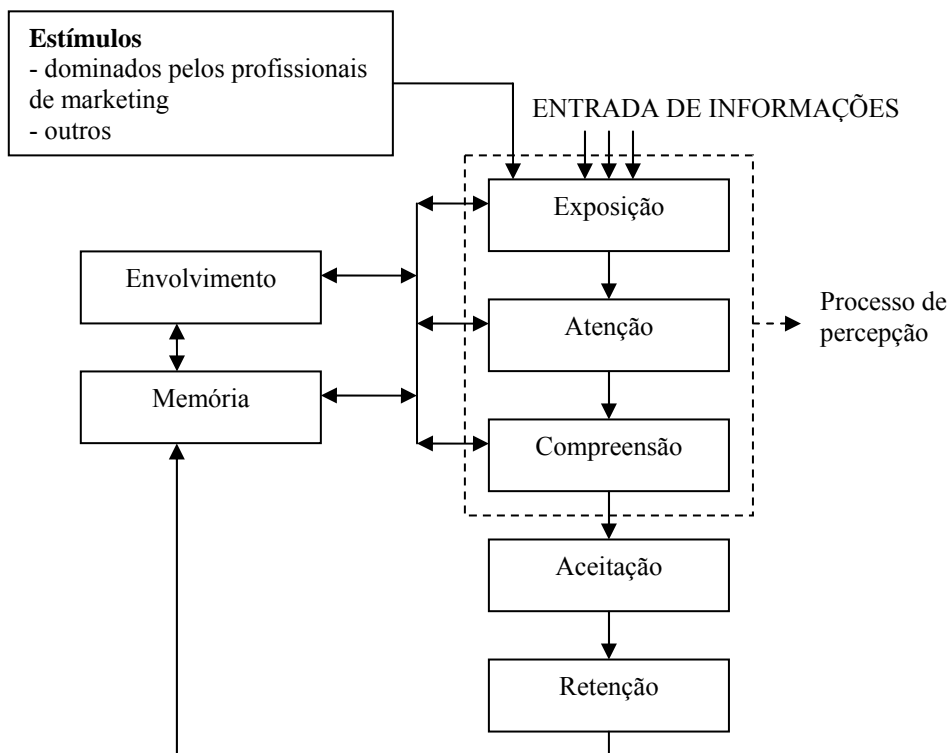 Estímulos
- dominados pelos profissionais
de marketing
- outros
ENTRADA DE INFORMAÇÕES
Exposição
Envolvimento
Atenção
Processo de
percepção
Memória
Compreensão
Aceitação
Retenção